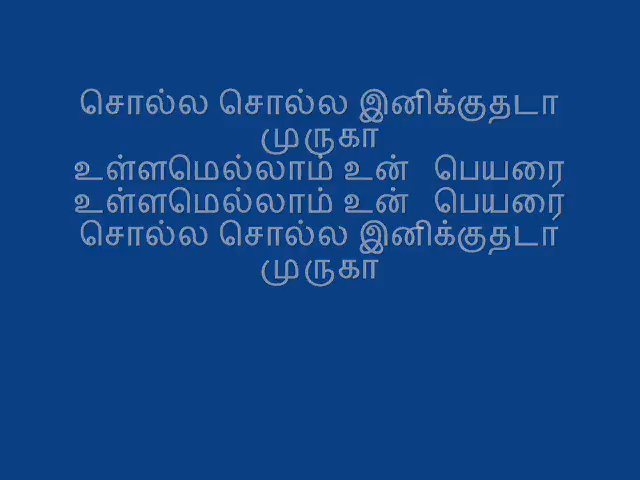 சொல்ல சொல்ல இனிக்குதடா
முருகா
உள்ளமெல்லாம் உன் பெயரை
உள்ளமெல்லாம் உன் பெயரை
சொல்ல சொல்ல இனிக்குதடா
முருகா